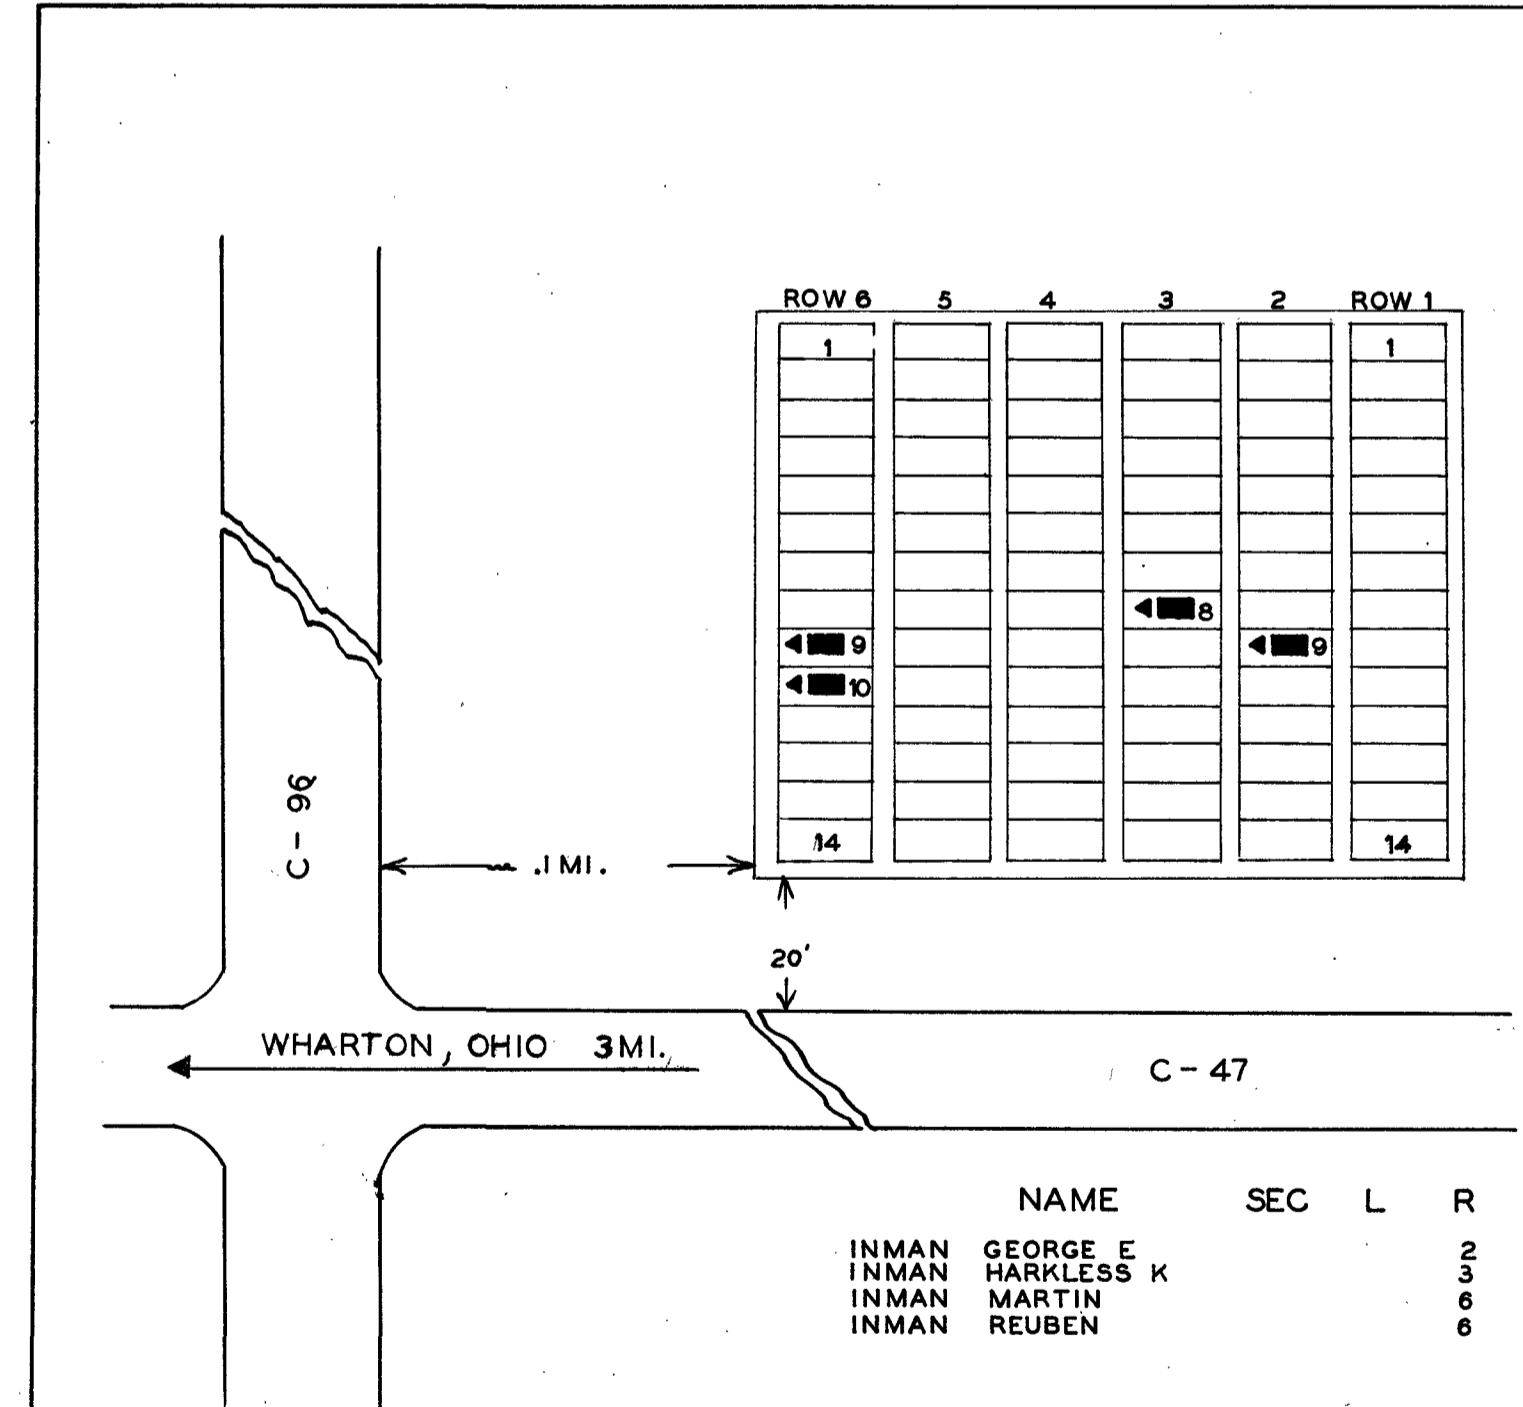 ROW 6 5 4 3 2 ROW 1
1 1
8
9 9
10
14 14
C-96
.1 MI.
20'
WHARTON, OHIO 3 MI.
C-47
NAME SEC L R
INMAN GEORGE E 2
INMAN HARKLESS K 3
INMAN MARTIN 6
INMAN REUBEN 6